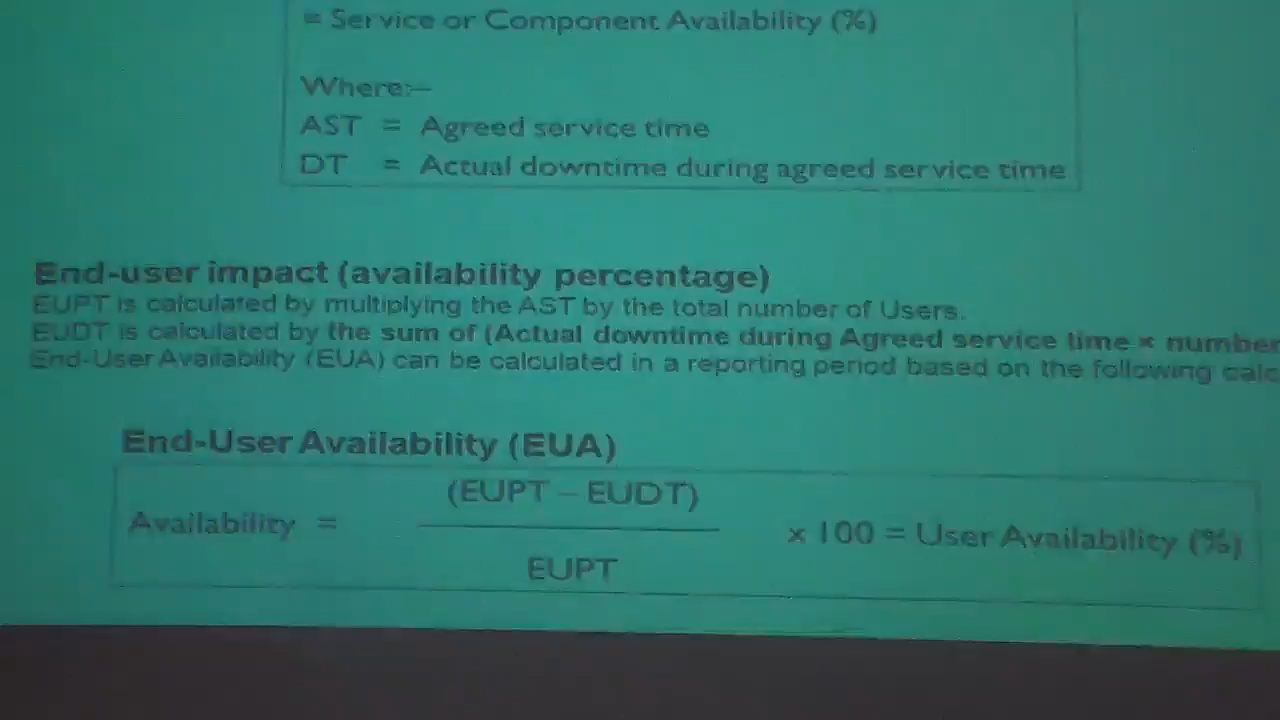 = Service or Component Availability (%)
Where:–
AST = Agreed service time
DT = Actual downtime during agreed service time
End-user impact (availability percentage)
EUPT is calculated by multiplying the AST by the total number of Users.
EUDT is calculated by the sum of (Actual downtime during Agreed service time × number
End-User Availability (EUA) can be calculated in a reporting period based on the following calc
End-User Availability (EUA)
(EUPT – EUDT)
Availability = x 100 = User Availability (%)
EUPT